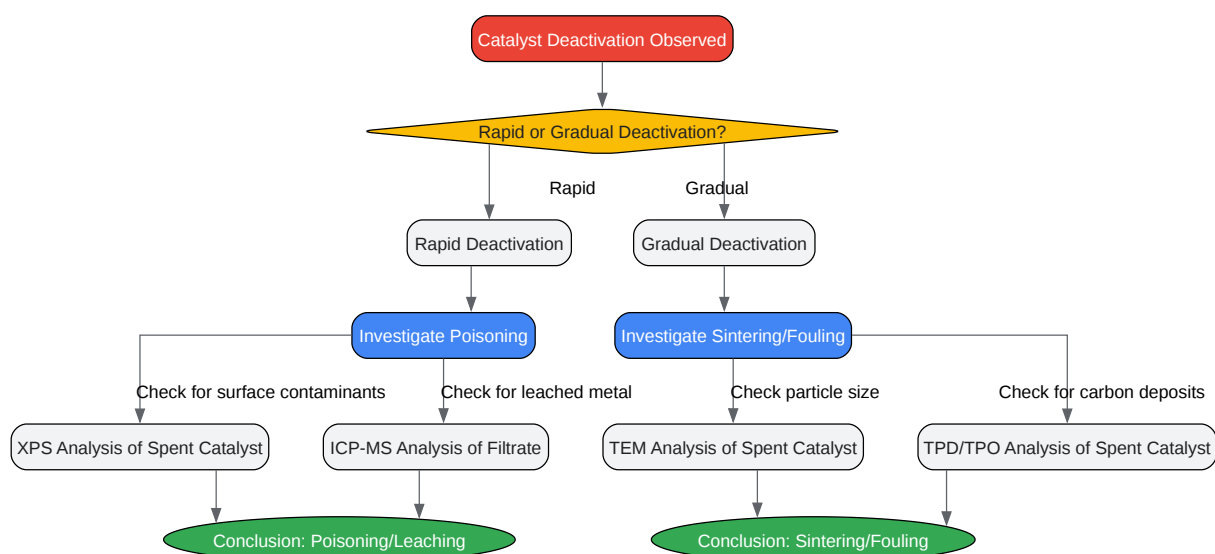 Catalyst Deactivation Observed
Rapid or Gradual Deactivation?
Rapid
Gradual
Rapid Deactivation
Gradual Deactivation
Investigate Poisoning
Investigate Sintering/Fouling
Check for surface contaminants
Check for leached metal
Check particle size
Check for carbon deposits
XPS Analysis of Spent Catalyst
ICP-MS Analysis of Filtrate
TEM Analysis of Spent Catalyst
TPD/TPO Analysis of Spent Catalyst
Conclusion: Poisoning/Leaching
Conclusion: Sintering/Fouling